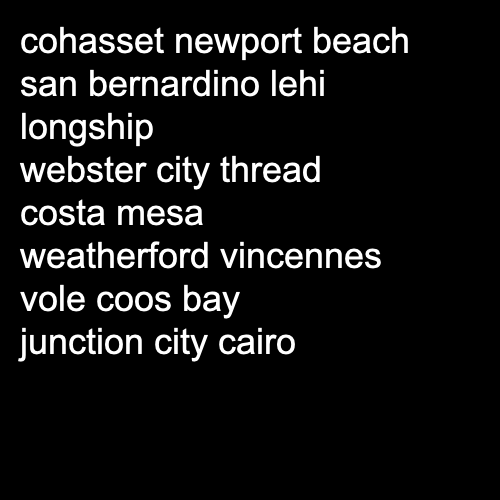 cohasset newport beach
san bernardino lehi
longship
webster city thread
costa mesa
weatherford vincennes
vole coos bay
junction city cairo